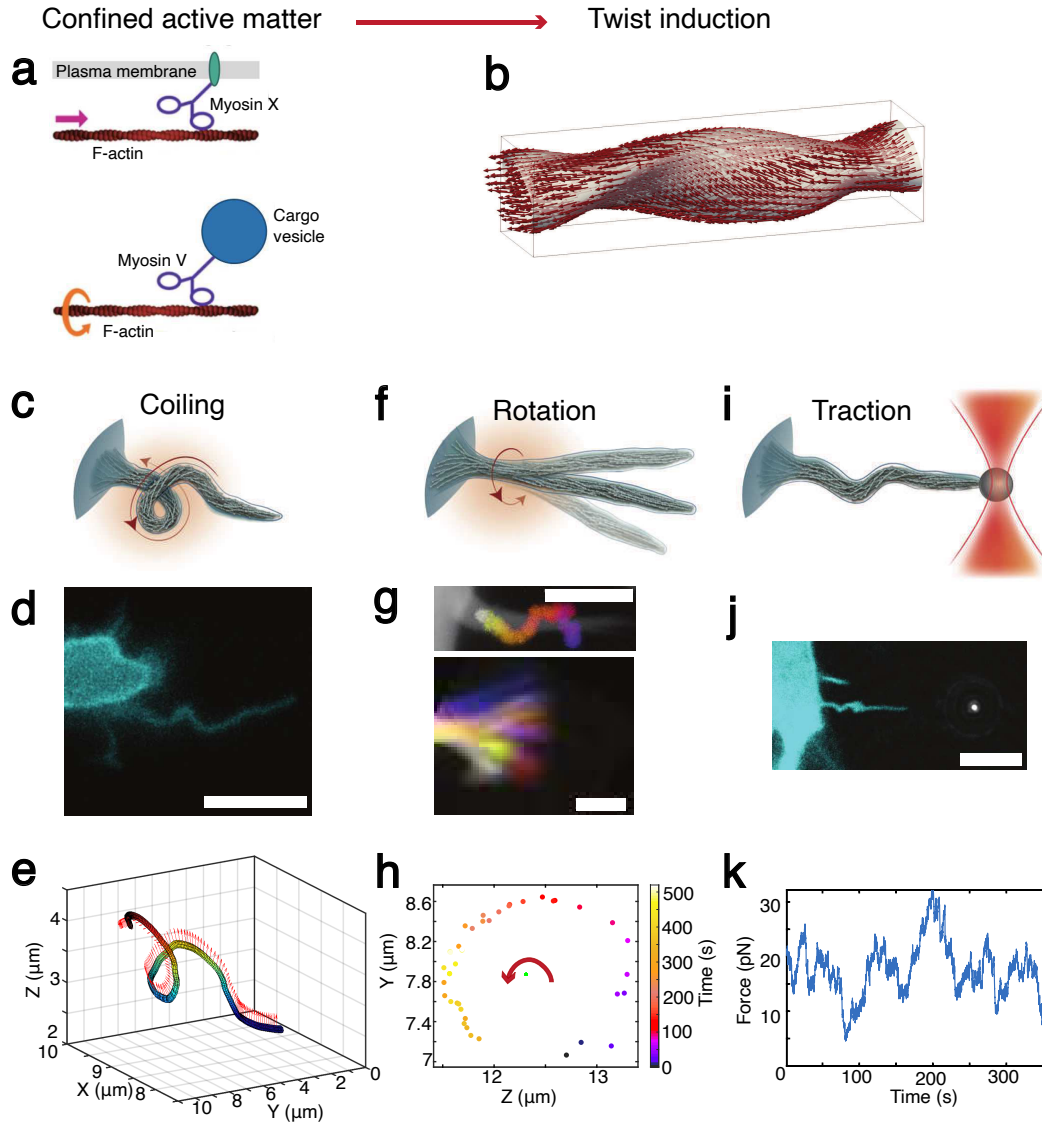 Confined active matter
Twist induction
a
Plasma membrane
Myosin X
F-actin
Cargo
vesicle
Myosin V
F-actin
b
c
Coiling
f
Rotation
i
Traction
d
g
j
e
4
3
2
Z (μm)
10
9
8
X (μm)
10
8
6
4
2
0
Y (μm)
h
8.6
8.2
7.8
7.4
7
Y (μm)
12
13
Z (μm)
500
400
300
200
100
0
Time (s)
k
30
20
10
Force (pN)
0
100
200
300
Time (s)